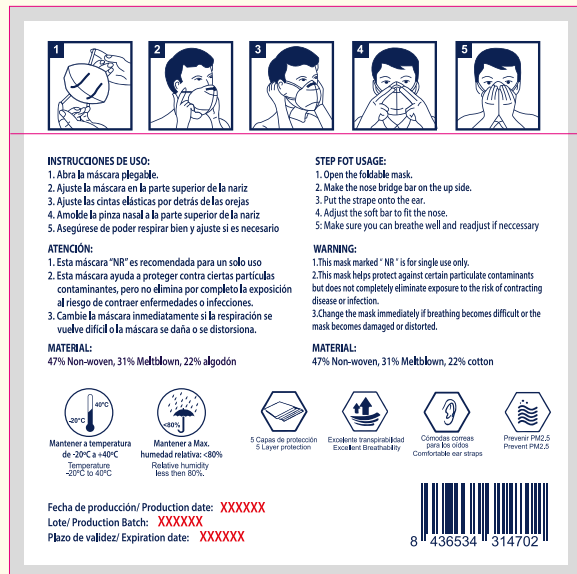 1
2
3
4
5
INSTRUCCIONES DE USO:
1. Abra la máscara plegable.
2. Ajuste la máscara en la parte superior de la nariz
3. Ajuste las cintas elásticas por detrás de las orejas
4. Amolde la pinza nasal a la parte superior de la nariz
5. Asegúrese de poder respirar bien y ajuste si es necesario
ATENCIÓN:
1. Esta máscara "NR" es recomendada para un solo uso
2. Esta máscara ayuda a proteger contra ciertas partículas
contaminantes, pero no elimina por completo la exposición
al riesgo de contraer enfermedades o infecciones.
3. Cambie la máscara inmediatamente si la respiración se
vuelve difícil o la máscara se daña o se distorsiona.
MATERIAL:
47% Non-woven, 31% Meltblown, 22% algodón
STEP FOT USAGE:
1. Open the foldable mask.
2. Make the nose bridge bar on the up side.
3. Put the strape onto the ear.
4. Adjust the soft bar to fit the nose.
5: Make sure you can breathe well and readjust if neccessary
WARNING:
1.This mask marked " NR " is for single use only.
2.This mask helps protect against certain particulate contaminants
but does not completely eliminate exposure to the risk of contracting
disease or infection.
3.Change the mask immediately if breathing becomes difficult or the
mask becomes damaged or distorted.
MATERIAL:
47% Non-woven, 31% Meltblown, 22% cotton
40ºC
-20ºC
Mantener a temperatura
de -20ºC a +40ºC
Temperature
-20ºC to 40ºC
<80%
Mantener a Max.
humedad relativa: <80%
Relative humidity
less then 80%.
5 Capas de protección
5 Layer protection
Excelente transpirabilidad
Excellent Breathability
Cómodas correas
para los oídos
Comfortable ear straps
Prevenir PM2.5
Prevent PM2.5
Fecha de producción/ Production date: XXXXXX
Lote/ Production Batch: XXXXXX
Plazo de validez/ Expiration date: XXXXXX
8 436534 314702